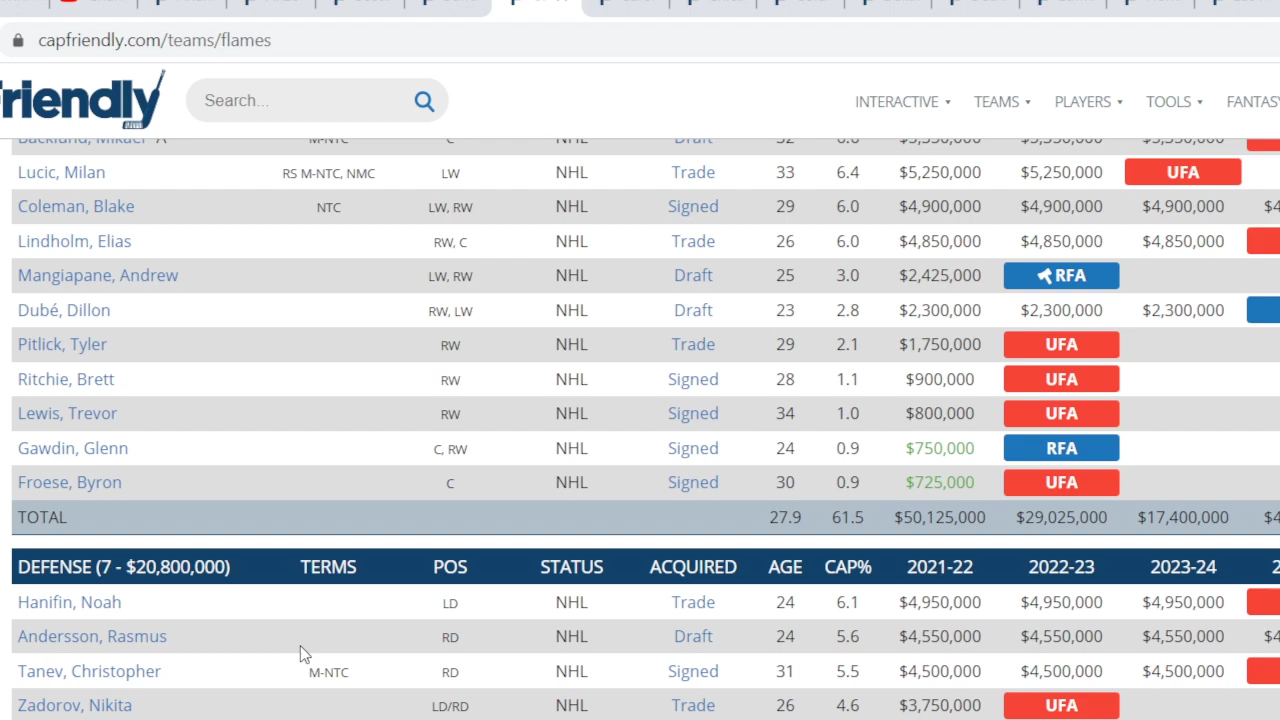 capfriendly.com/teams/flames
friendly Search... INTERACTIVE TEAMS PLAYERS TOOLS FANTASY
Backlund, Mikael A M-NTC C NHL Draft
Lucic, Milan RS M-NTC, NMC LW NHL Trade 33 6.4 $5,250,000 $5,250,000 UFA
Coleman, Blake NTC LW, RW NHL Signed 29 6.0 $4,900,000 $4,900,000 $4,900,000 $4
Lindholm, Elias RW, C NHL Trade 26 6.0 $4,850,000 $4,850,000 $4,850,000
Mangiapane, Andrew LW, RW NHL Draft 25 3.0 $2,425,000 RFA
Dubé, Dillon RW, LW NHL Draft 23 2.8 $2,300,000 $2,300,000 $2,300,000
Pitlick, Tyler RW NHL Trade 29 2.1 $1,750,000 UFA
Ritchie, Brett RW NHL Signed 28 1.1 $900,000 UFA
Lewis, Trevor RW NHL Signed 34 1.0 $800,000 UFA
Gawdin, Glenn C, RW NHL Signed 24 0.9 $750,000 RFA
Froese, Byron C NHL Signed 30 0.9 $725,000 UFA
TOTAL 27.9 61.5 $50,125,000 $29,025,000 $17,400,000 $4
DEFENSE (7 - $20,800,000) TERMS POS STATUS ACQUIRED AGE CAP% 2021-22 2022-23 2023-24 2
Hanifin, Noah LD NHL Trade 24 6.1 $4,950,000 $4,950,000 $4,950,000
Andersson, Rasmus RD NHL Draft 24 5.6 $4,550,000 $4,550,000 $4,550,000 $4
Tanev, Christopher M-NTC RD NHL Signed 31 5.5 $4,500,000 $4,500,000 $4,500,000
Zadorov, Nikita LD/RD NHL Trade 26 4.6 $3,750,000 UFA